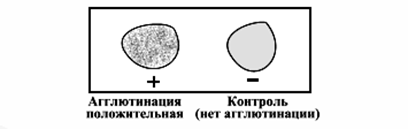 + −
Агглютинация Контроль
положительная (нет агглютинации)